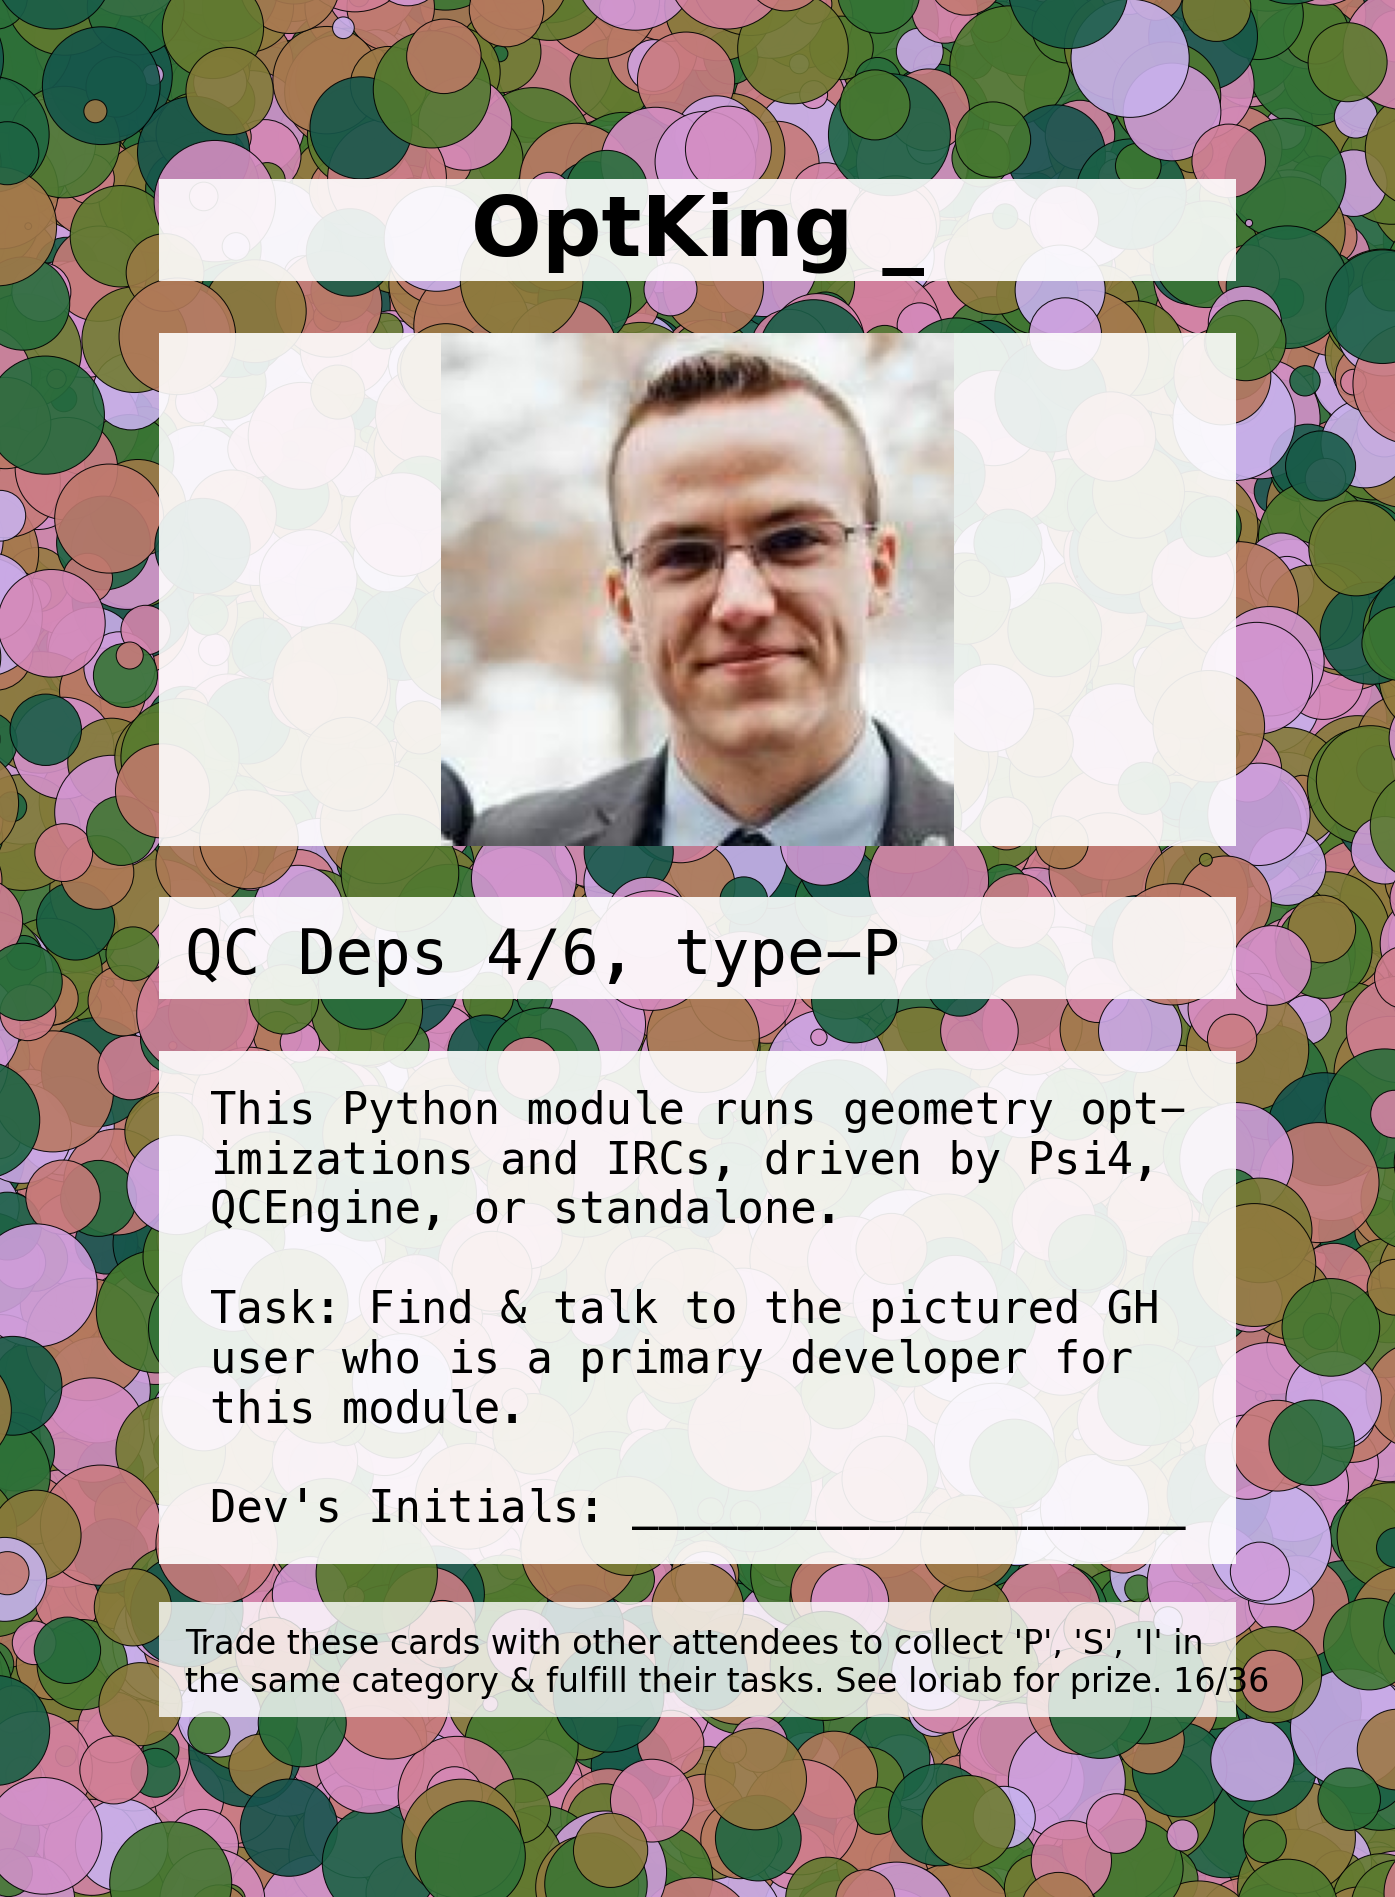 OptKing _
QC Deps 4/6, type−P
This Python module runs geometry opt−
imizations and IRCs, driven by Psi4,
QCEngine, or standalone.
Task: Find & talk to the pictured GH
user who is a primary developer for
this module.
Dev's Initials: _____________________
Trade these cards with other attendees to collect 'P', 'S', 'I' in
the same category & fulfill their tasks. See loriab for prize. 16/36